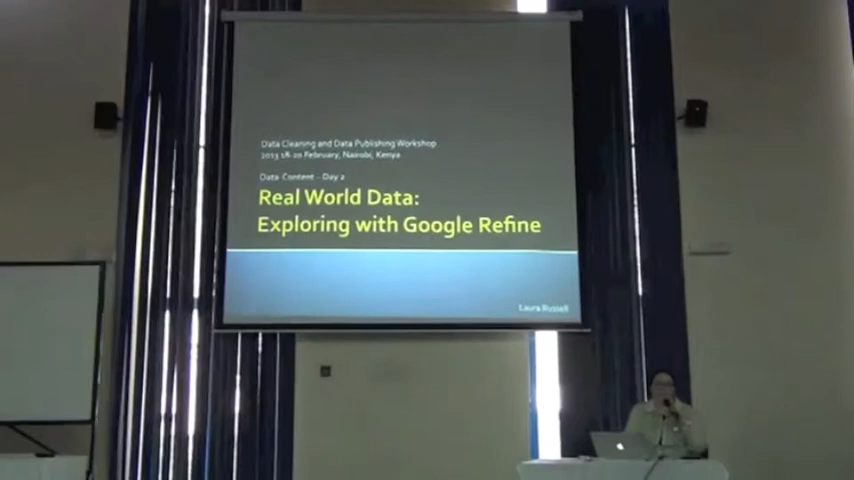 Data Cleaning and Data Publishing Workshop
2013 18-20 February, Nairobi, Kenya
Data Content – Day 2
Real World Data:
Exploring with Google Refine
Laura Russell